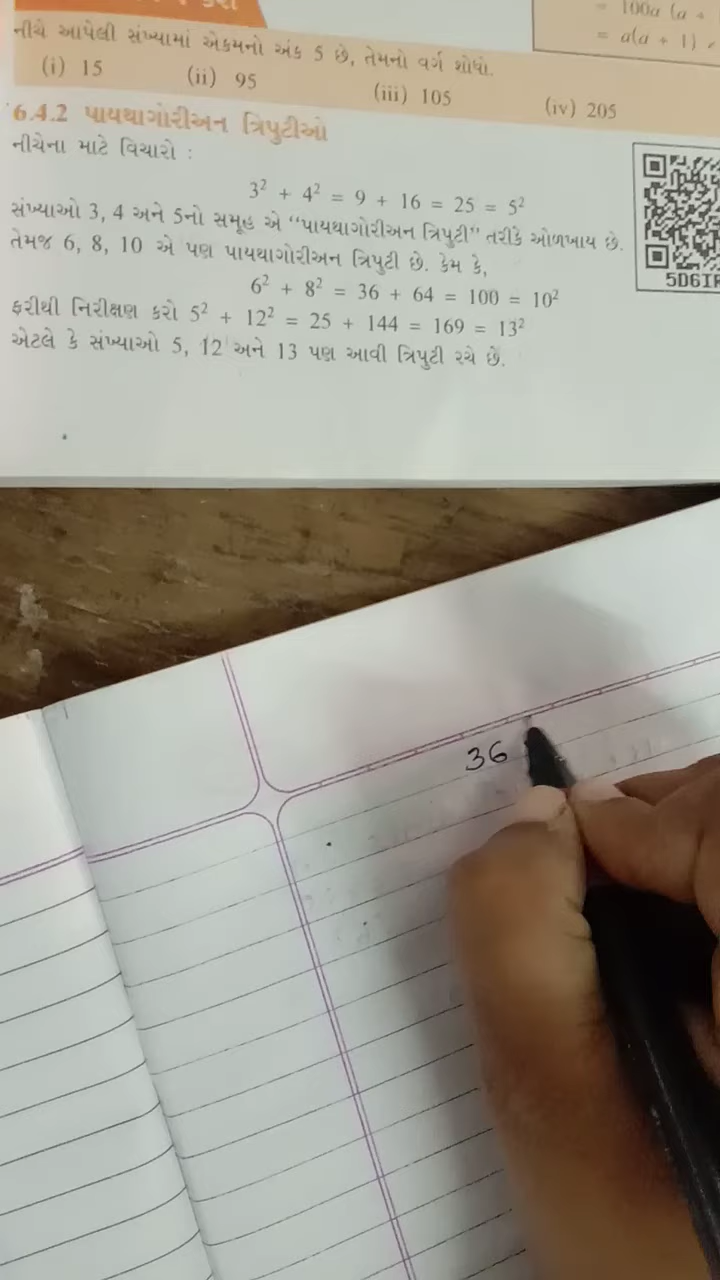 = 100a (a +
= a(a + 1)
નીચે આપેલી સંખ્યામાં એકમનો અંક 5 છે, તેમનો વર્ગ શોધો.
(i) 15 (ii) 95 (iii) 105 (iv) 205
6.4.2 પાયથાગોરીઅન ત્રિપુટીઓ
નીચેના માટે વિચારો :
3² + 4² = 9 + 16 = 25 = 5²
સંખ્યાઓ 3, 4 અને 5નો સમૂહ એ “પાયથાગોરીઅન ત્રિપુટી” તરીકે ઓળખાય છે.
તેમજ 6, 8, 10 એ પણ પાયથાગોરીઅન ત્રિપુટી છે. કેમ કે,
6² + 8² = 36 + 64 = 100 = 10²
ફરીથી નિરીક્ષણ કરો 5² + 12² = 25 + 144 = 169 = 13²
એટલે કે સંખ્યાઓ 5, 12 અને 13 પણ આવી ત્રિપુટી રચે છે.
5D6IF
36